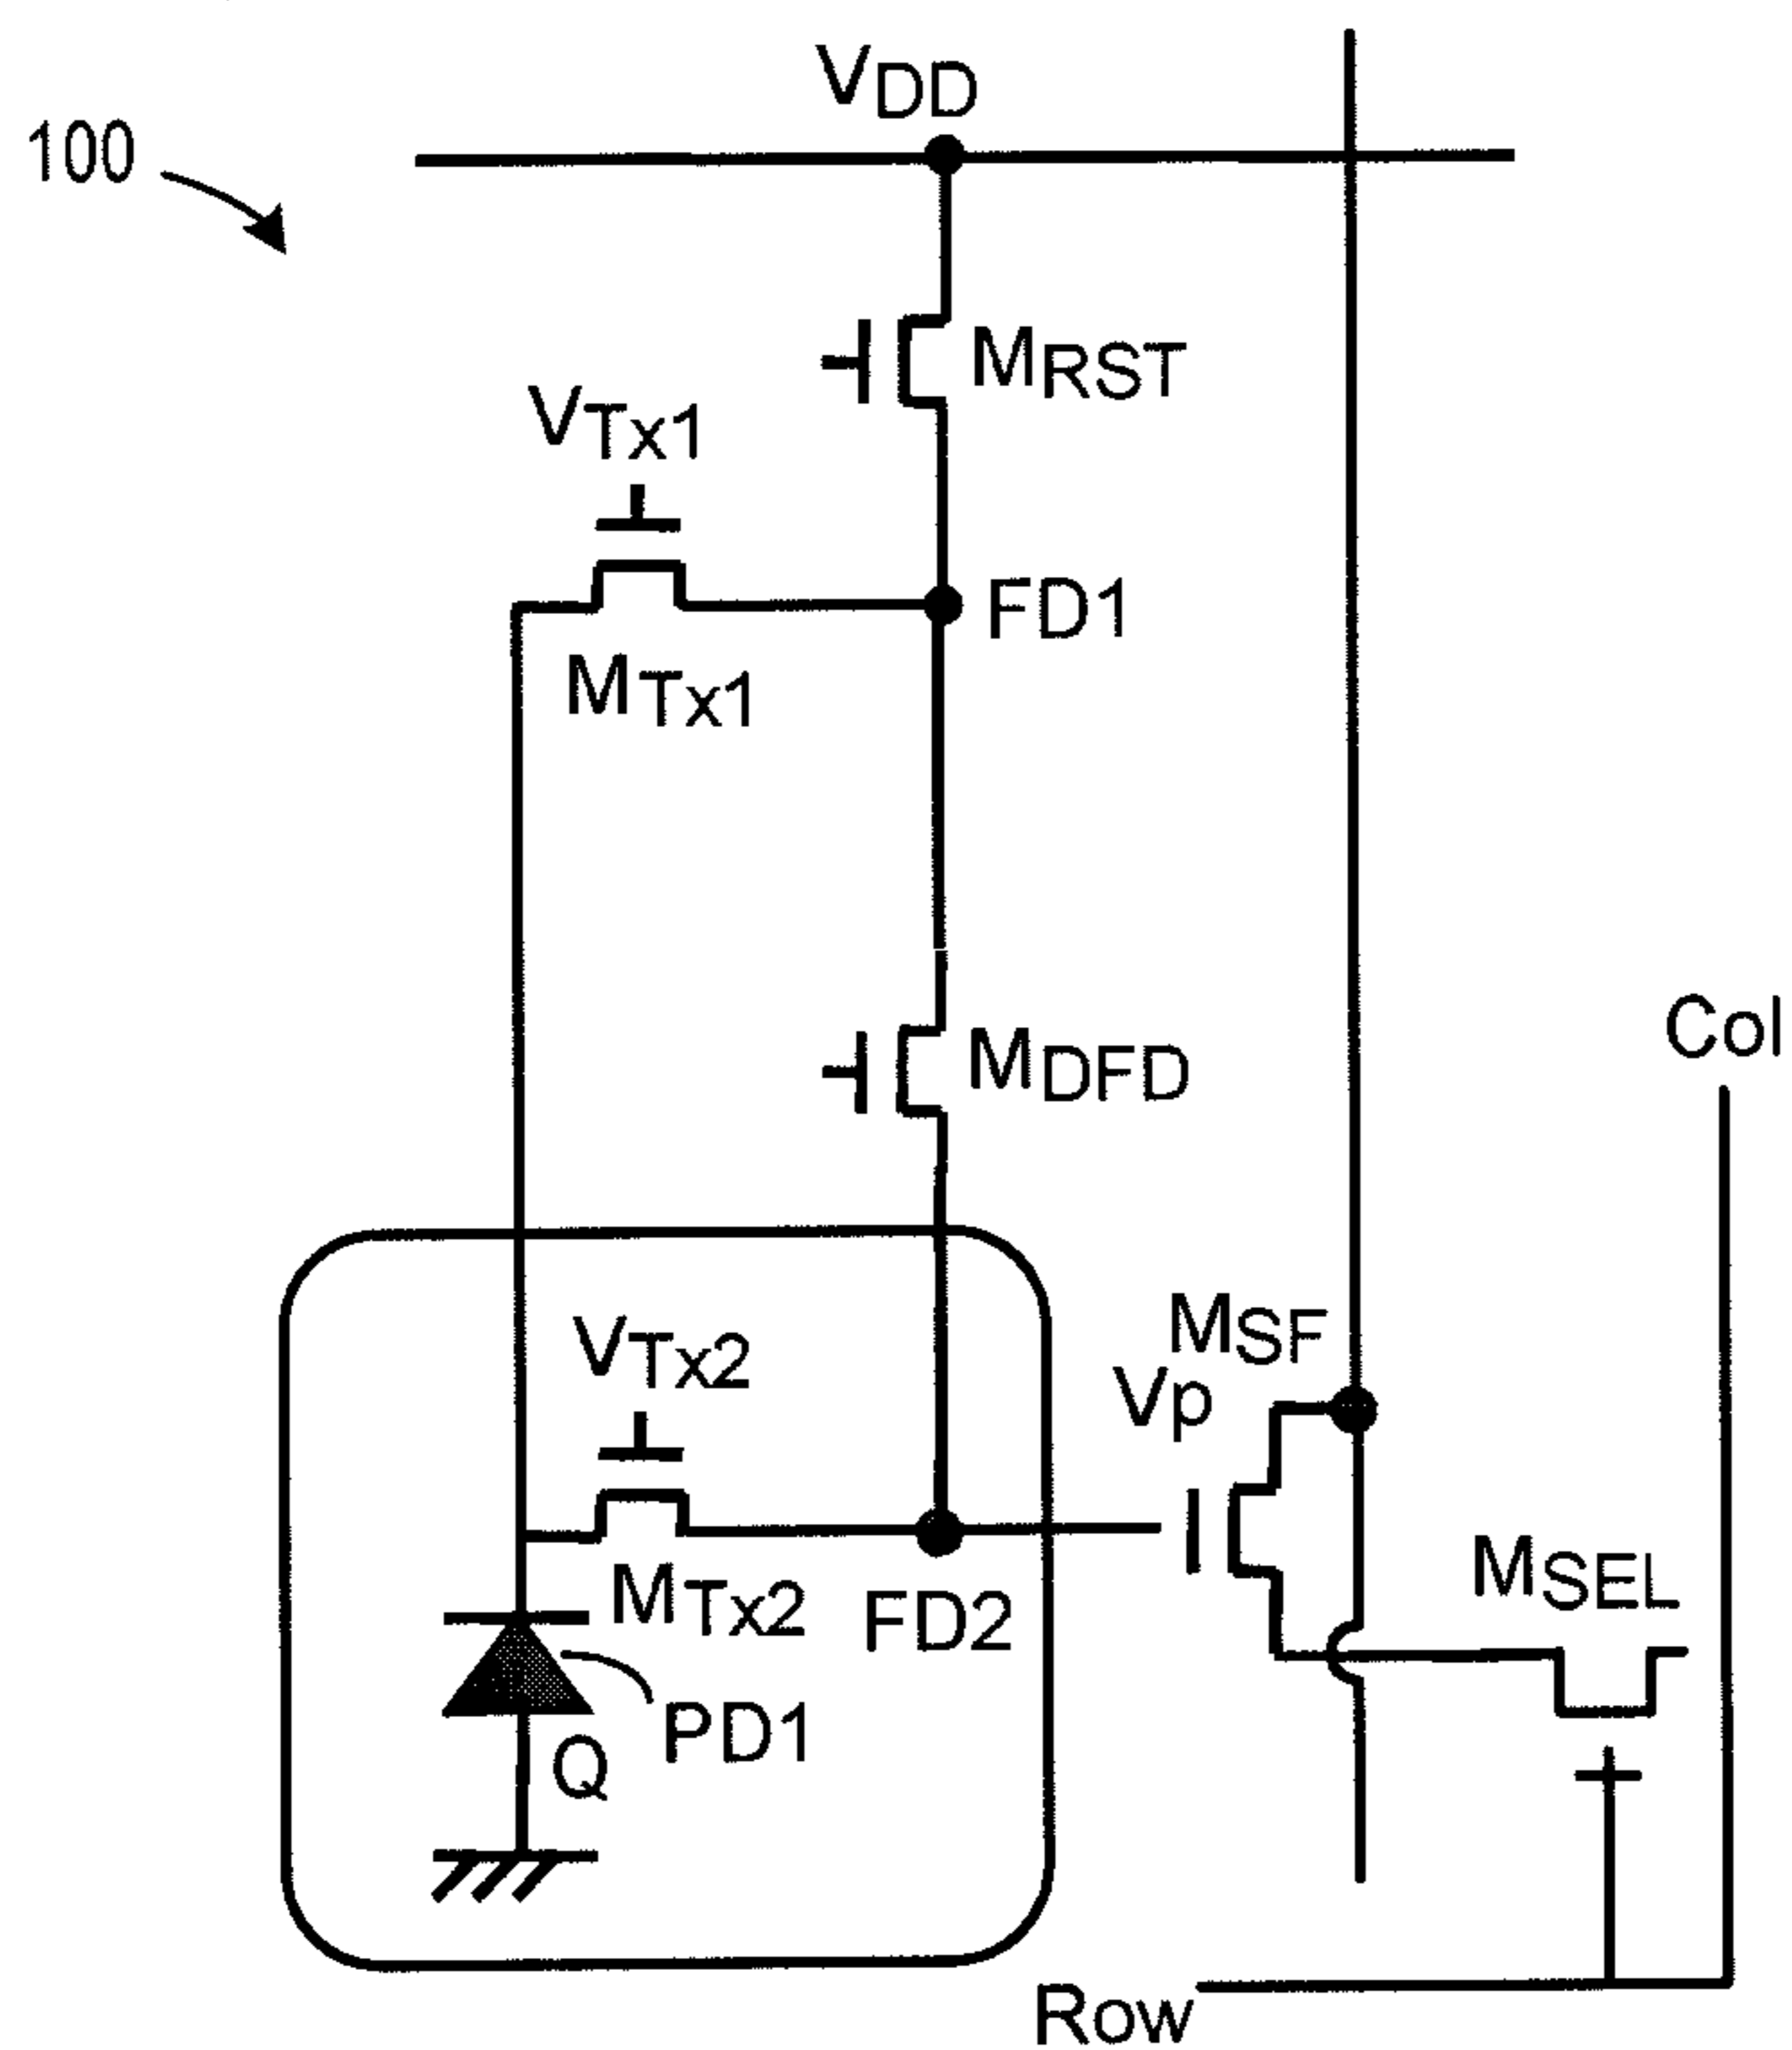 VDD
100
MRST
VTx1
FD1
MTx1
Col
MDFD
MSF
VTx2
Vp
MSEL
MTx2
FD2
PD1
Q
Row